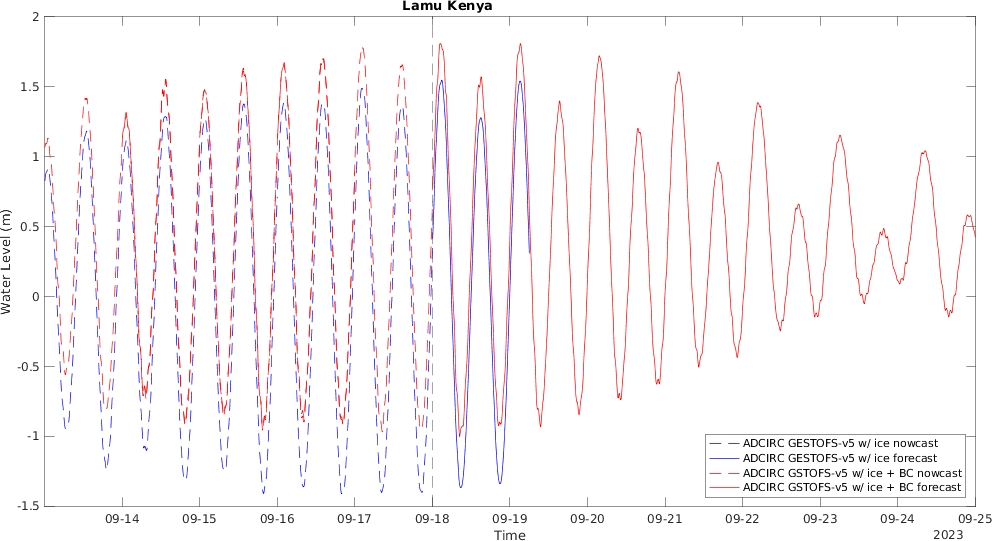 Lamu Kenya
2
1.5
1
0.5
0
-0.5
-1
-1.5
Water Level (m)
09-14 09-15 09-16 09-17 09-18 09-19 09-20 09-21 09-22 09-23 09-24 09-25
Time
2023
ADCIRC GESTOFS-v5 w/ ice nowcast
ADCIRC GESTOFS-v5 w/ ice forecast
ADCIRC GSTOFS-v5 w/ ice + BC nowcast
ADCIRC GSTOFS-v5 w/ ice + BC forecast